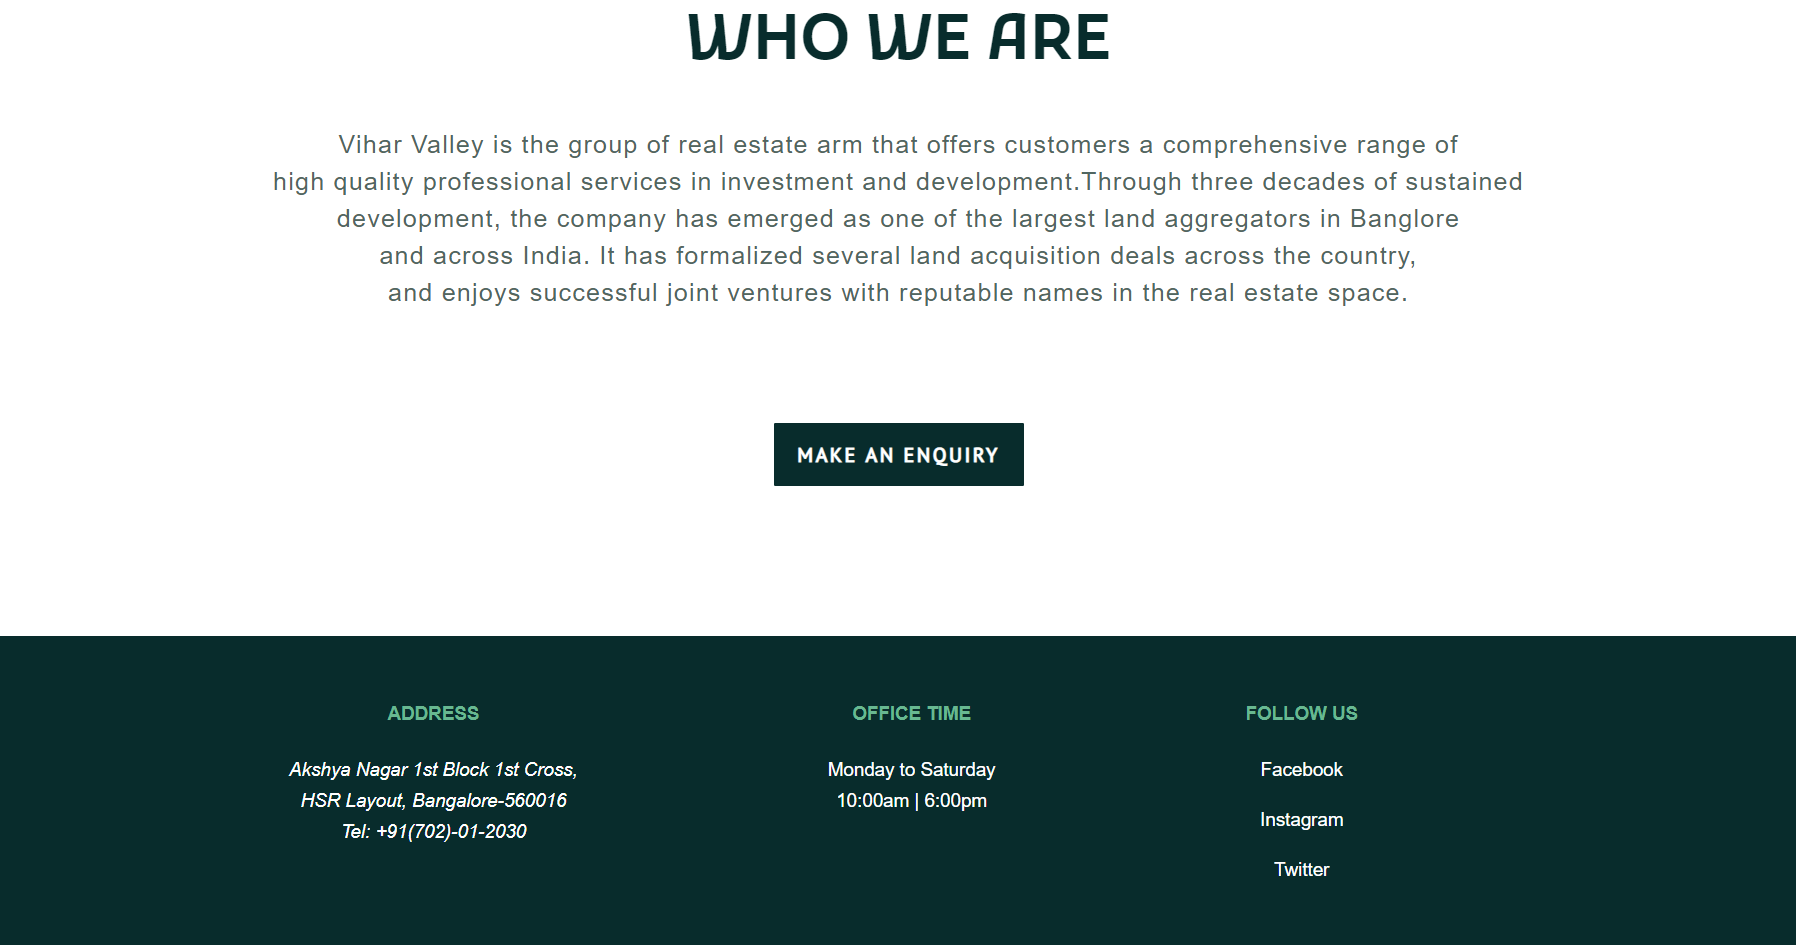 WHO WE ARE
Vihar Valley is the group of real estate arm that offers customers a comprehensive range of
high quality professional services in investment and development.Through three decades of sustained
development, the company has emerged as one of the largest land aggregators in Banglore
and across India. It has formalized several land acquisition deals across the country,
and enjoys successful joint ventures with reputable names in the real estate space.
MAKE AN ENQUIRY
ADDRESS
Akshya Nagar 1st Block 1st Cross,
HSR Layout, Bangalore-560016
Tel: +91(702)-01-2030
OFFICE TIME
Monday to Saturday
10:00am | 6:00pm
FOLLOW US
Facebook
Instagram
Twitter